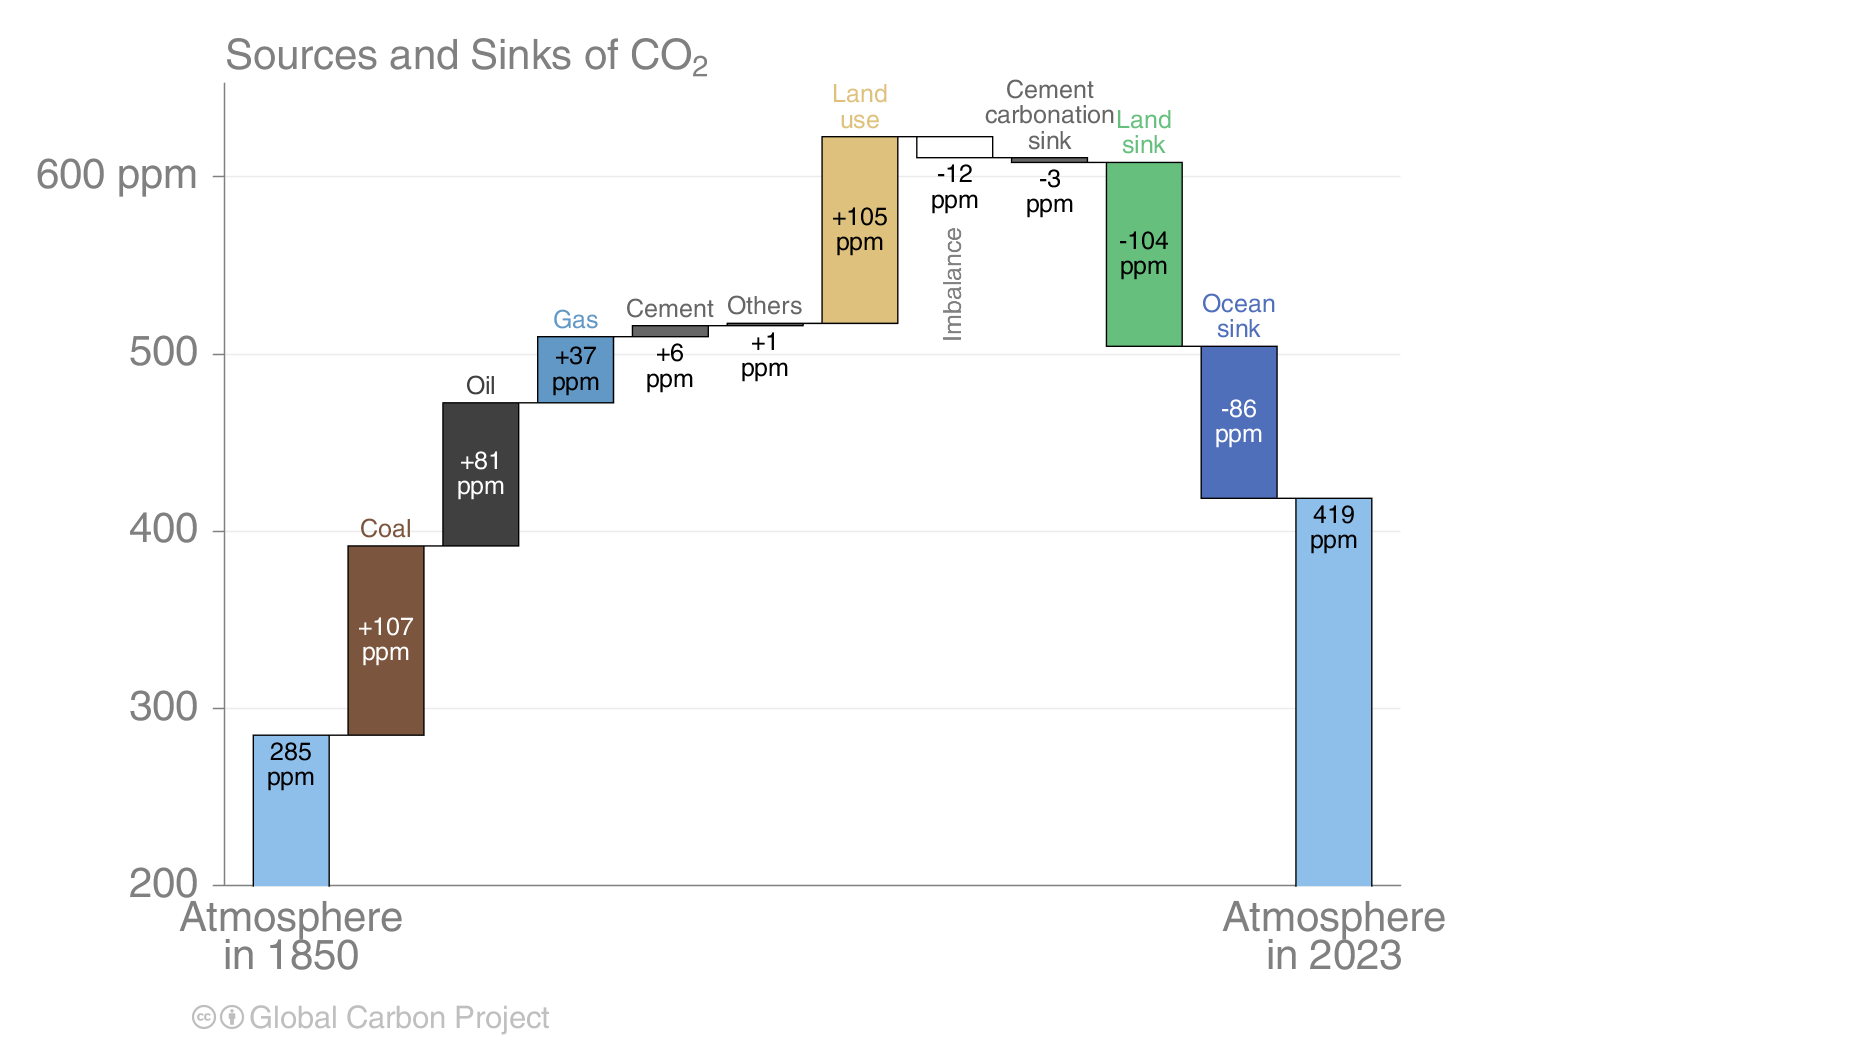 Sources and Sinks of CO₂
600 ppm
500
400
300
200
285
ppm
Atmosphere
in 1850
Coal
+107
ppm
Oil
+81
ppm
Gas
+37
ppm
Cement
+6
ppm
Others
+1
ppm
Land
use
+105
ppm
-12
ppm
Imbalance
Cement
carbonation
sink
-3
ppm
Land
sink
-104
ppm
Ocean
sink
-86
ppm
419
ppm
Atmosphere
in 2023
cc Global Carbon Project